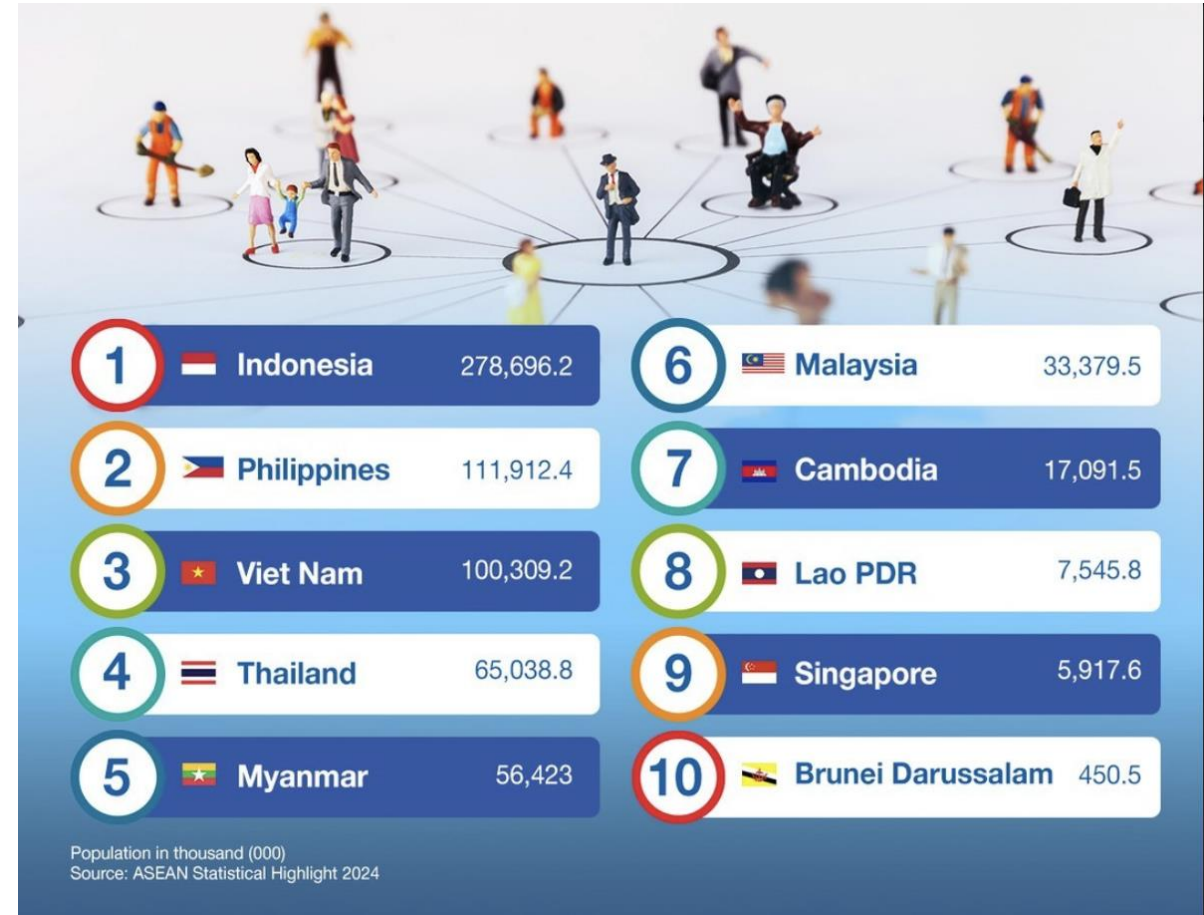 1 Indonesia 278,696.2
2 Philippines 111,912.4
3 Viet Nam 100,309.2
4 Thailand 65,038.8
5 Myanmar 56,423
6 Malaysia 33,379.5
7 Cambodia 17,091.5
8 Lao PDR 7,545.8
9 Singapore 5,917.6
10 Brunei Darussalam 450.5
Population in thousand (000)
Source: ASEAN Statistical Highlight 2024